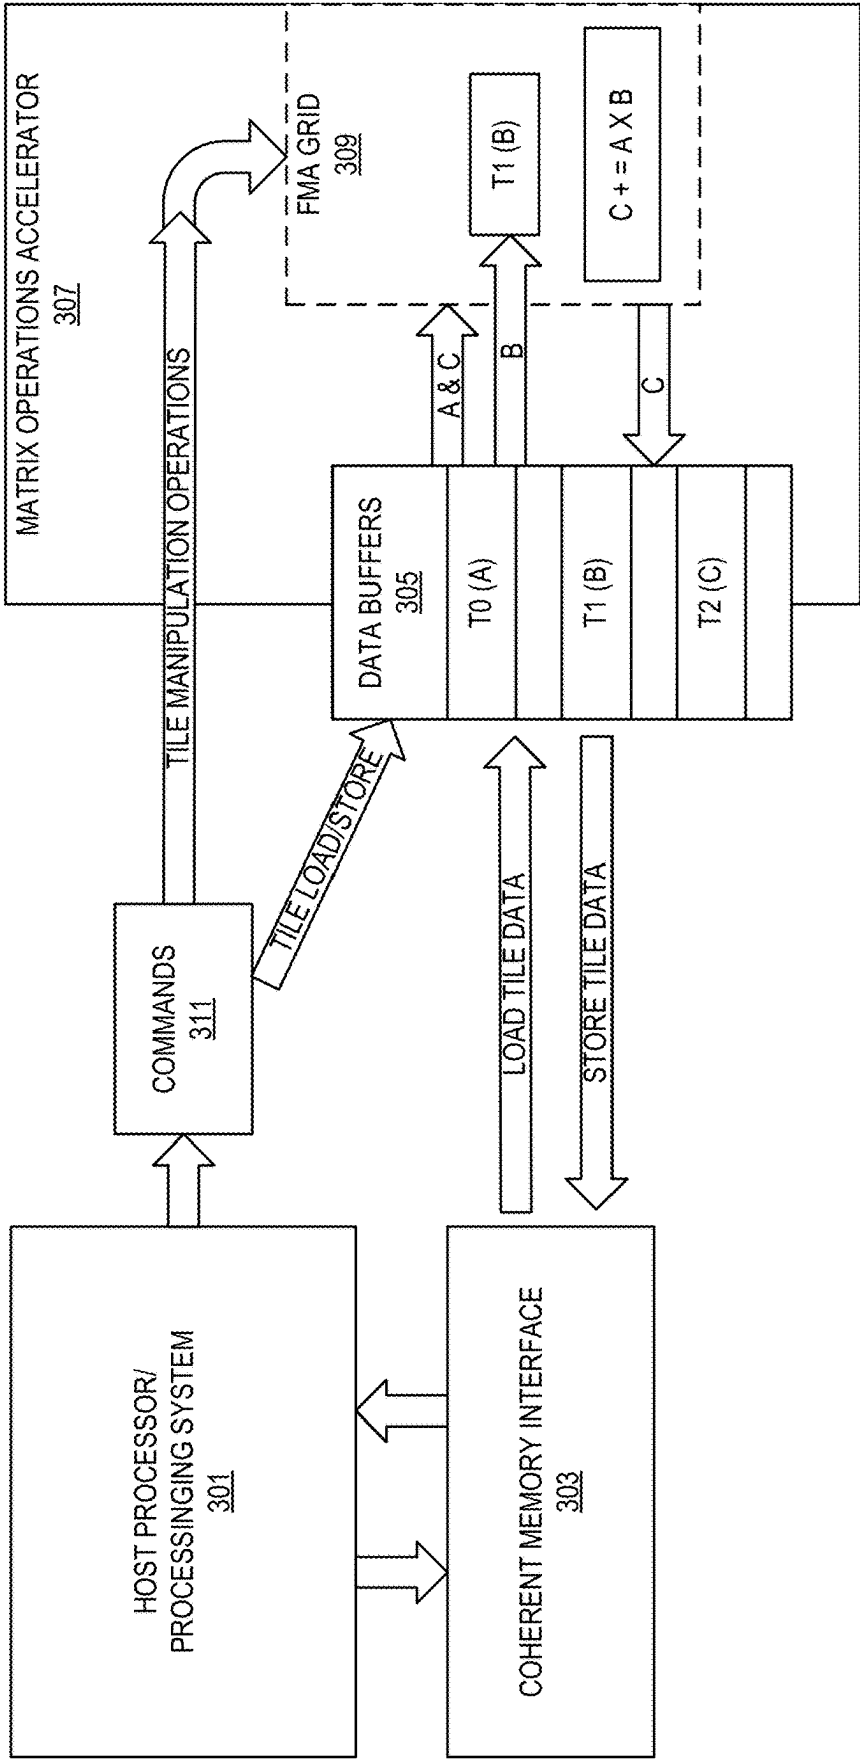 HOST PROCESSOR/
PROCESSINGING SYSTEM
301
COHERENT MEMORY INTERFACE
303
COMMANDS
311
TILE MANIPULATION OPERATIONS
TILE LOAD/STORE
LOAD TILE DATA
STORE TILE DATA
MATRIX OPERATIONS ACCELERATOR
307
DATA BUFFERS
305
T0 (A)
T1 (B)
T2 (C)
A & C
B
C
FMA GRID
309
T1 (B)
C + = A X B